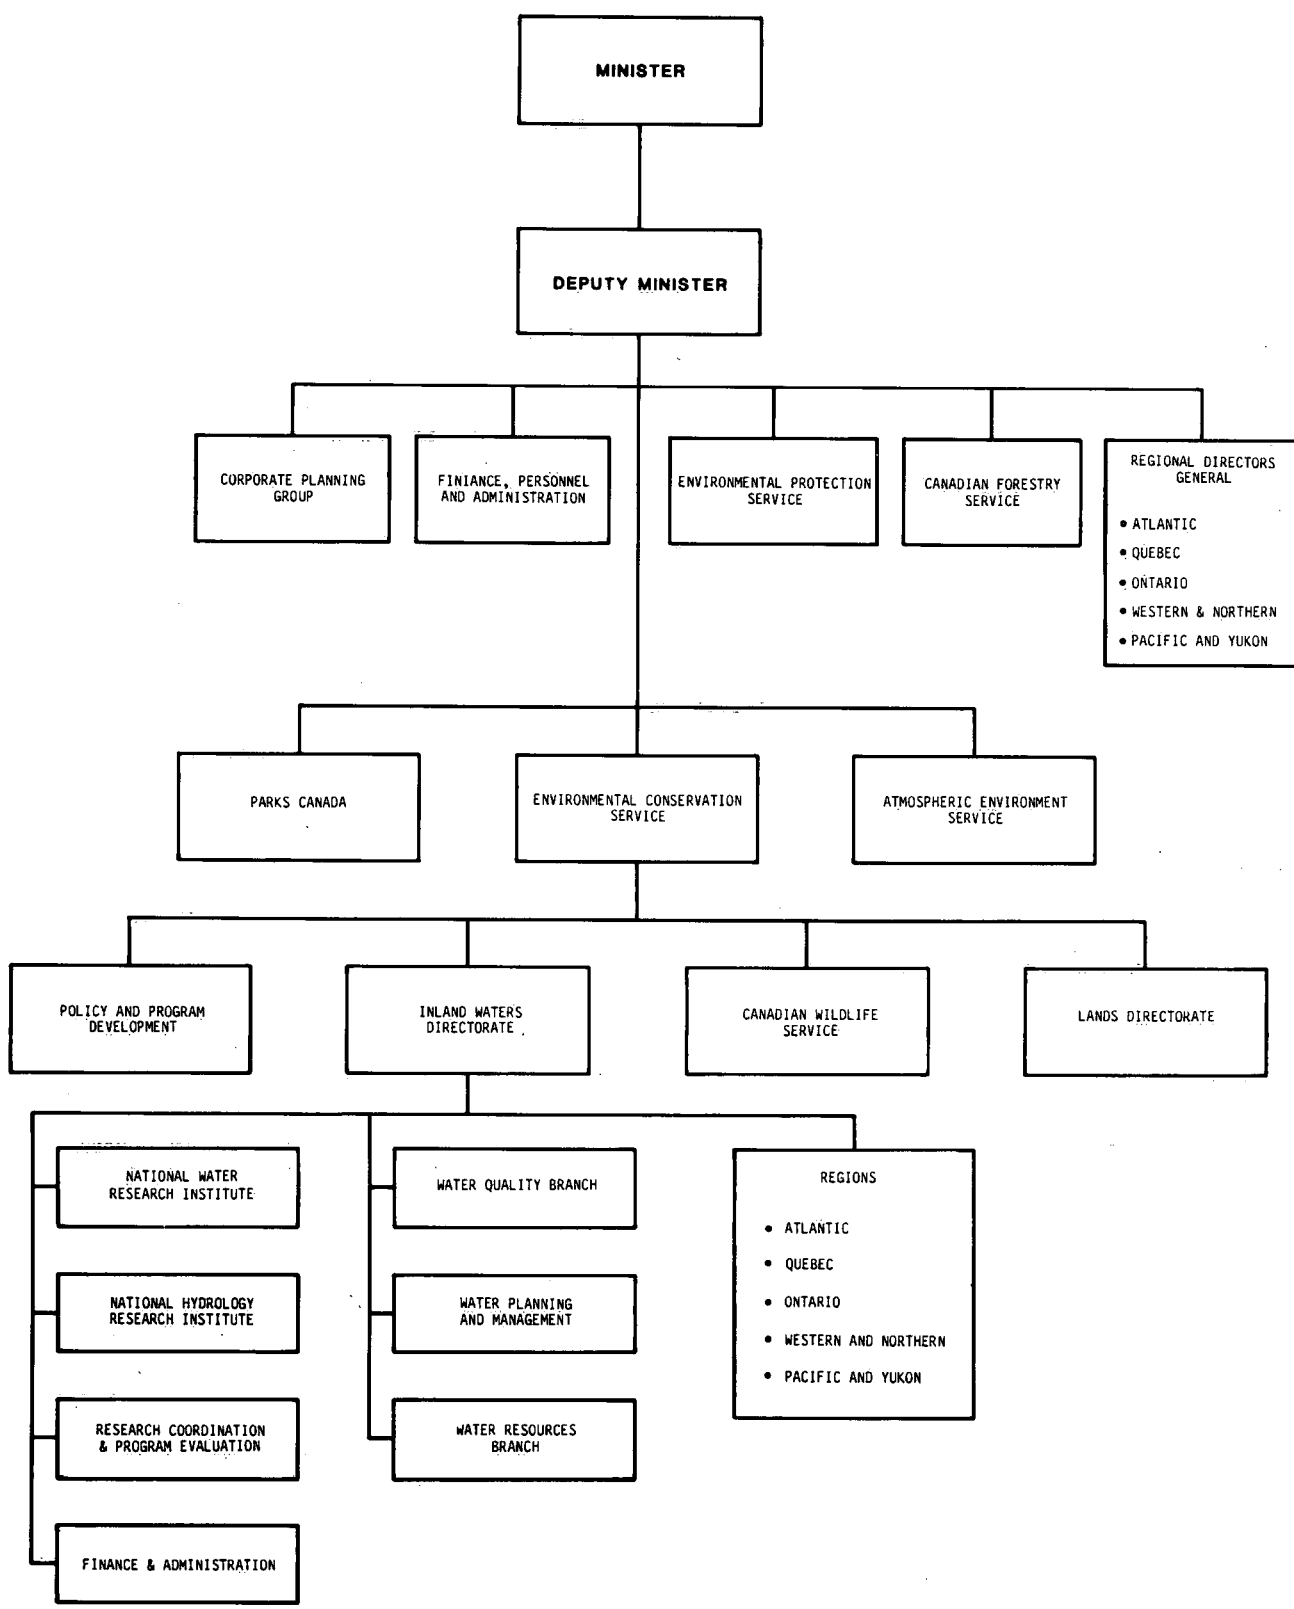 MINISTER
DEPUTY MINISTER
CORPORATE PLANNING
GROUP
FINIANCE, PERSONNEL
AND ADMINISTRATION
ENVIRONMENTAL PROTECTION
SERVICE
CANADIAN FORESTRY
SERVICE
REGIONAL DIRECTORS
GENERAL
• ATLANTIC
• QUEBEC
• ONTARIO
• WESTERN & NORTHERN
• PACIFIC AND YUKON
PARKS CANADA
ENVIRONMENTAL CONSERVATION
SERVICE
ATMOSPHERIC ENVIRONMENT
SERVICE
POLICY AND PROGRAM
DEVELOPMENT
INLAND WATERS
DIRECTORATE
CANADIAN WILDLIFE
SERVICE
LANDS DIRECTORATE
NATIONAL WATER
RESEARCH INSTITUTE
NATIONAL HYDROLOGY
RESEARCH INSTITUTE
RESEARCH COORDINATION
& PROGRAM EVALUATION
FINANCE & ADMINISTRATION
WATER QUALITY BRANCH
WATER PLANNING
AND MANAGEMENT
WATER RESOURCES
BRANCH
REGIONS
• ATLANTIC
• QUEBEC
• ONTARIO
• WESTERN AND NORTHERN
• PACIFIC AND YUKON